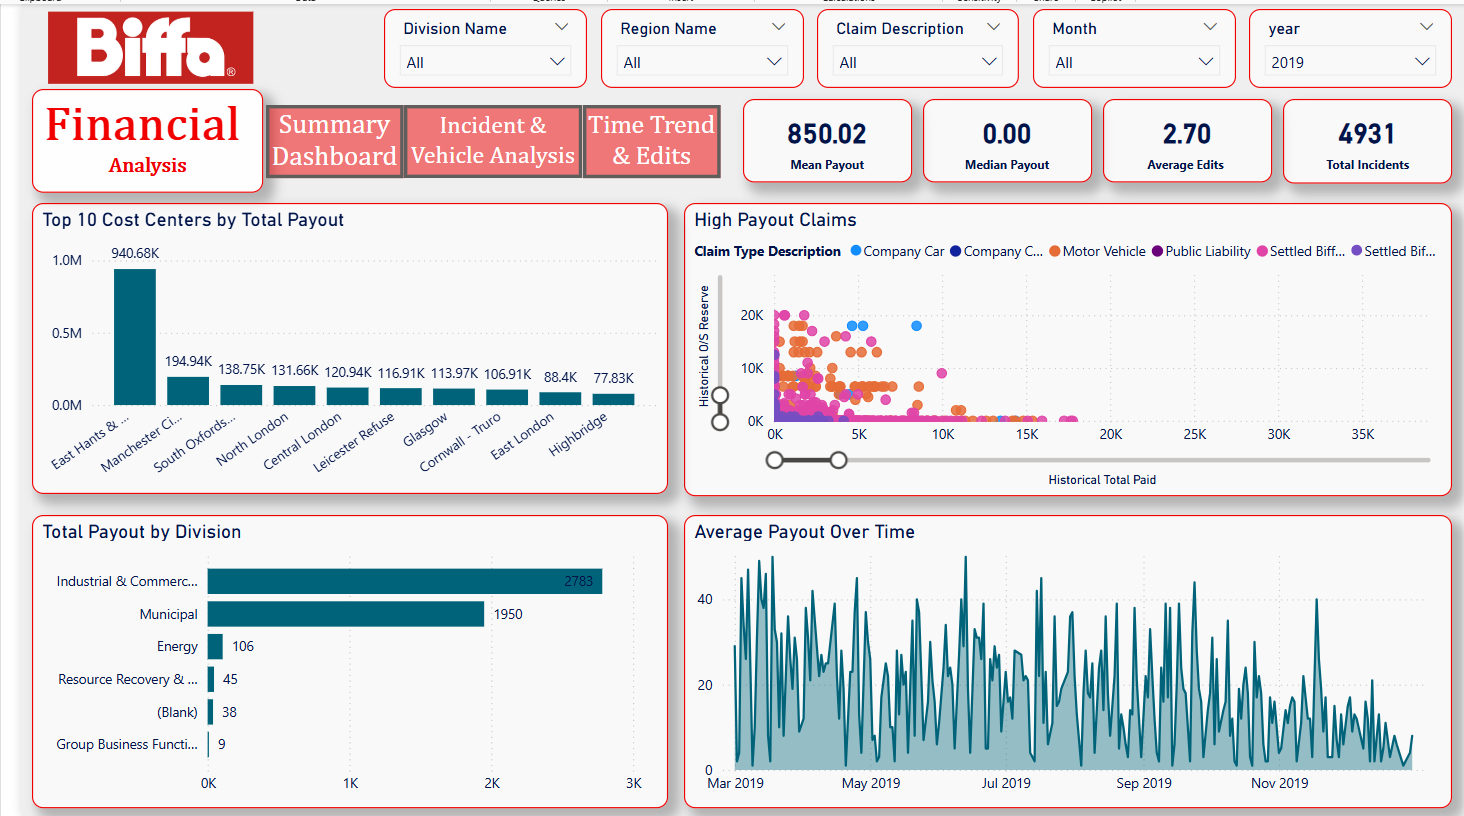 Biffa®
Division Name
All
Region Name
All
Claim Description
All
Month
All
year
2019
Financial
Analysis
Summary
Dashboard
Incident &
Vehicle Analysis
Time Trend
& Edits
850.02
Mean Payout
0.00
Median Payout
2.70
Average Edits
4931
Total Incidents
Top 10 Cost Centers by Total Payout
1.0M
0.5M
0.0M
940.68K
194.94K
138.75K
131.66K
120.94K
116.91K
113.97K
106.91K
88.4K
77.83K
East Hants & ...
Manchester Ci...
South Oxfords...
North London
Central London
Leicester Refuse
Glasgow
Cornwall - Truro
East London
Highbridge
High Payout Claims
Claim Type Description Company Car Company C... Motor Vehicle Public Liability Settled Biff... Settled Bif...
Historical O/S Reserve
20K
10K
0K
0K 5K 10K 15K 20K 25K 30K 35K
Historical Total Paid
Total Payout by Division
Industrial & Commerc... 2783
Municipal 1950
Energy 106
Resource Recovery & ... 45
(Blank) 38
Group Business Functi... 9
0K 1K 2K 3K
Average Payout Over Time
40
20
0
Mar 2019 May 2019 Jul 2019 Sep 2019 Nov 2019